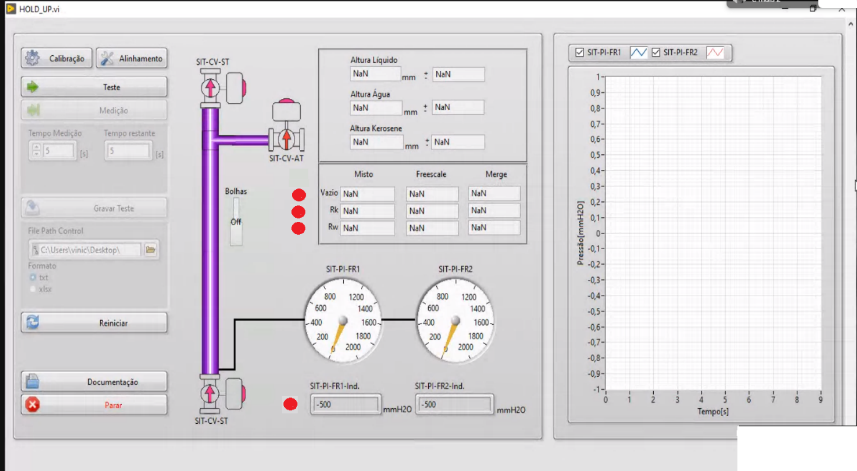 HOLD_UP.vi
Calibração
Alinhamento
Teste
Medição
Tempo Medição
Tempo restante
5
[s]
5
[s]
Gravar Teste
File Path Control
C:\Users\vinic\Desktop\
Formato
txt
xlsx
Reiniciar
Documentação
Parar
SIT-CV-ST
SIT-CV-AT
Bolhas
Off
SIT-CV-ST
Altura Líquido
NaN mm ± NaN
Altura Água
NaN mm ± NaN
Altura Kerosene
NaN mm ± NaN
Misto Freescale Merge
Vazio NaN NaN NaN
Rk NaN NaN NaN
Rw NaN NaN NaN
SIT-PI-FR1
0 200 400 600 800 1200 1400 1600 1800 2000
SIT-PI-FR2
0 200 400 600 800 1200 1400 1600 1800 2000
SIT-PI-FR1-Ind.
-500 mmH2O
SIT-PI-FR2-Ind.
-500 mmH2O
SIT-PI-FR1
SIT-PI-FR2
Pressão[mmH2O]
1
0,9
0,8
0,7
0,6
0,5
0,4
0,3
0,2
0,1
0
-0,1
-0,2
-0,3
-0,4
-0,5
-0,6
-0,7
-0,8
-0,9
-1
0 1 2 3 4 5 6 7 8 9
Tempo[s]